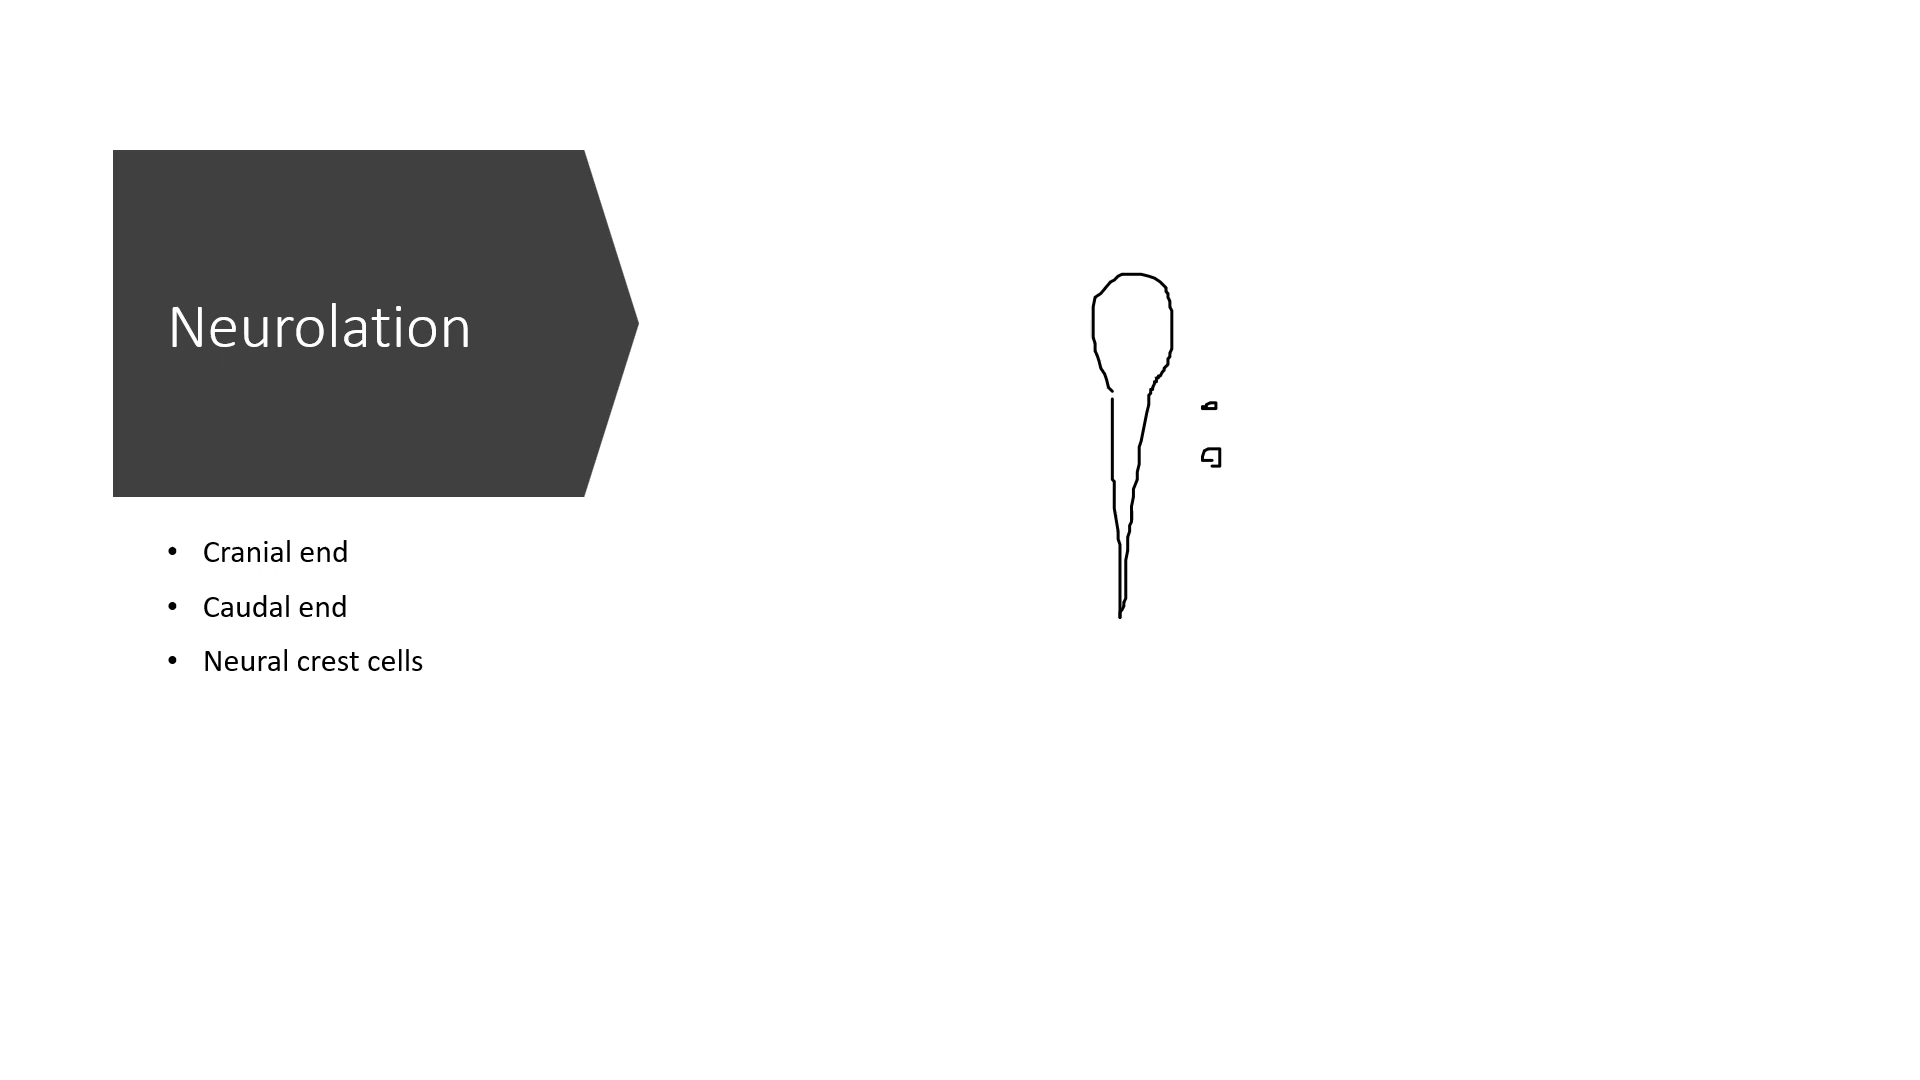 Neurolation
• Cranial end
• Caudal end
• Neural crest cells